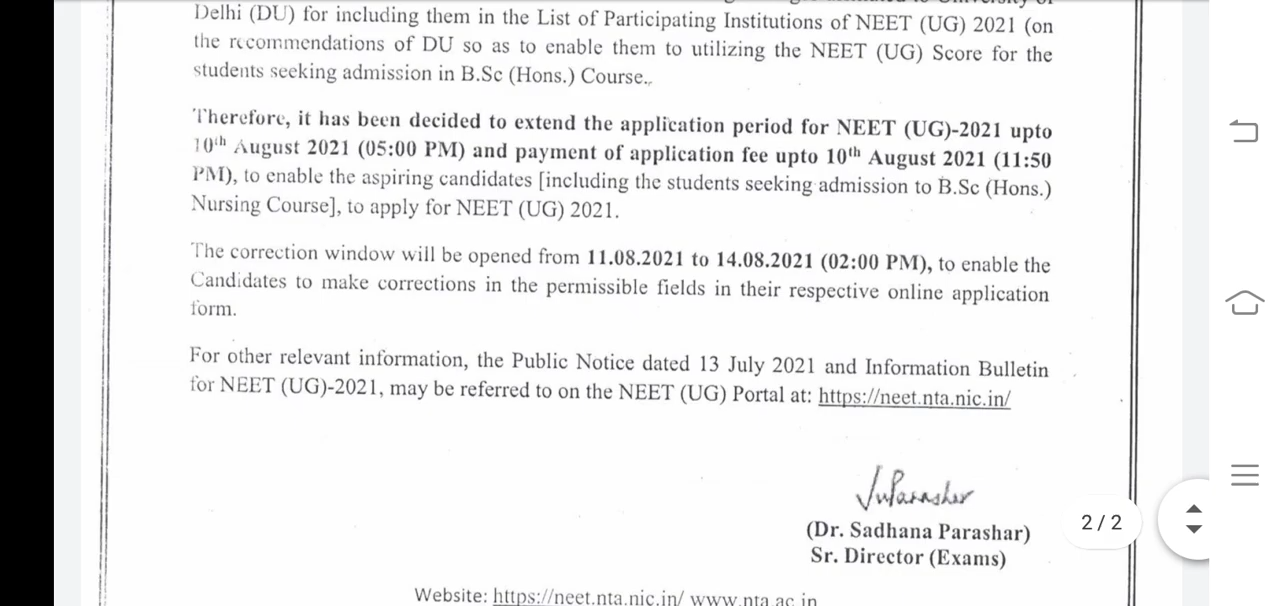 Delhi (DU) for including them in the List of Participating Institutions of NEET (UG) 2021 (on
the recommendations of DU so as to enable them to utilizing the NEET (UG) Score for the
students seeking admission in B.Sc (Hons.) Course.,
Therefore, it has been decided to extend the application period for NEET (UG)-2021 upto
10th August 2021 (05:00 PM) and payment of application fee upto 10th August 2021 (11:50
PM), to enable the aspiring candidates [including the students seeking admission to B.Sc (Hons.)
Nursing Course], to apply for NEET (UG) 2021.
The correction window will be opened from 11.08.2021 to 14.08.2021 (02:00 PM), to enable the
Candidates to make corrections in the permissible fields in their respective online application
form.
For other relevant information, the Public Notice dated 13 July 2021 and Information Bulletin
for NEET (UG)-2021, may be referred to on the NEET (UG) Portal at: https://neet.nta.nic.in/
(Dr. Sadhana Parashar)
Sr. Director (Exams)
2 / 2
Website: https://neet.nta.nic.in/ www.nta.ac.in